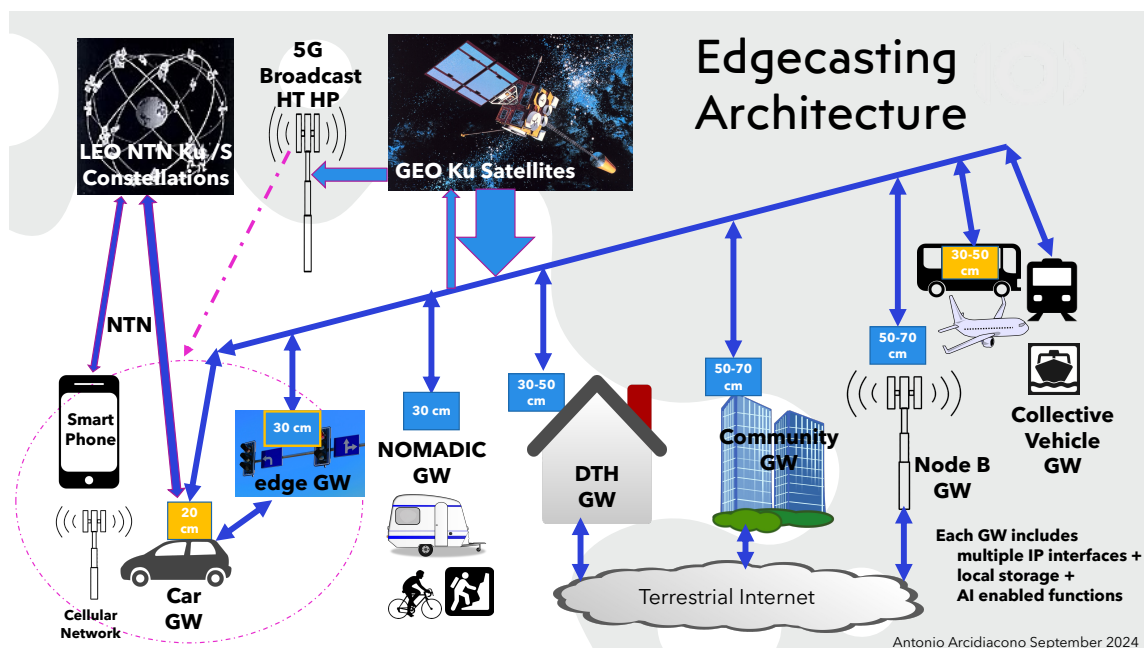 Edgecasting
Architecture
5G
Broadcast
HT HP
LEO NTN Ku /S
Constellations
GEO Ku Satellites
NTN
Smart
Phone
Cellular
Network
20
cm
Car
GW
30 cm
edge GW
30 cm
NOMADIC
GW
30-50
cm
DTH
GW
50-70
cm
Community
GW
50-70
cm
Node B
GW
30-50
cm
Collective
Vehicle
GW
Terrestrial Internet
Each GW includes
multiple IP interfaces +
local storage +
AI enabled functions
Antonio Arcidiacono September 2024